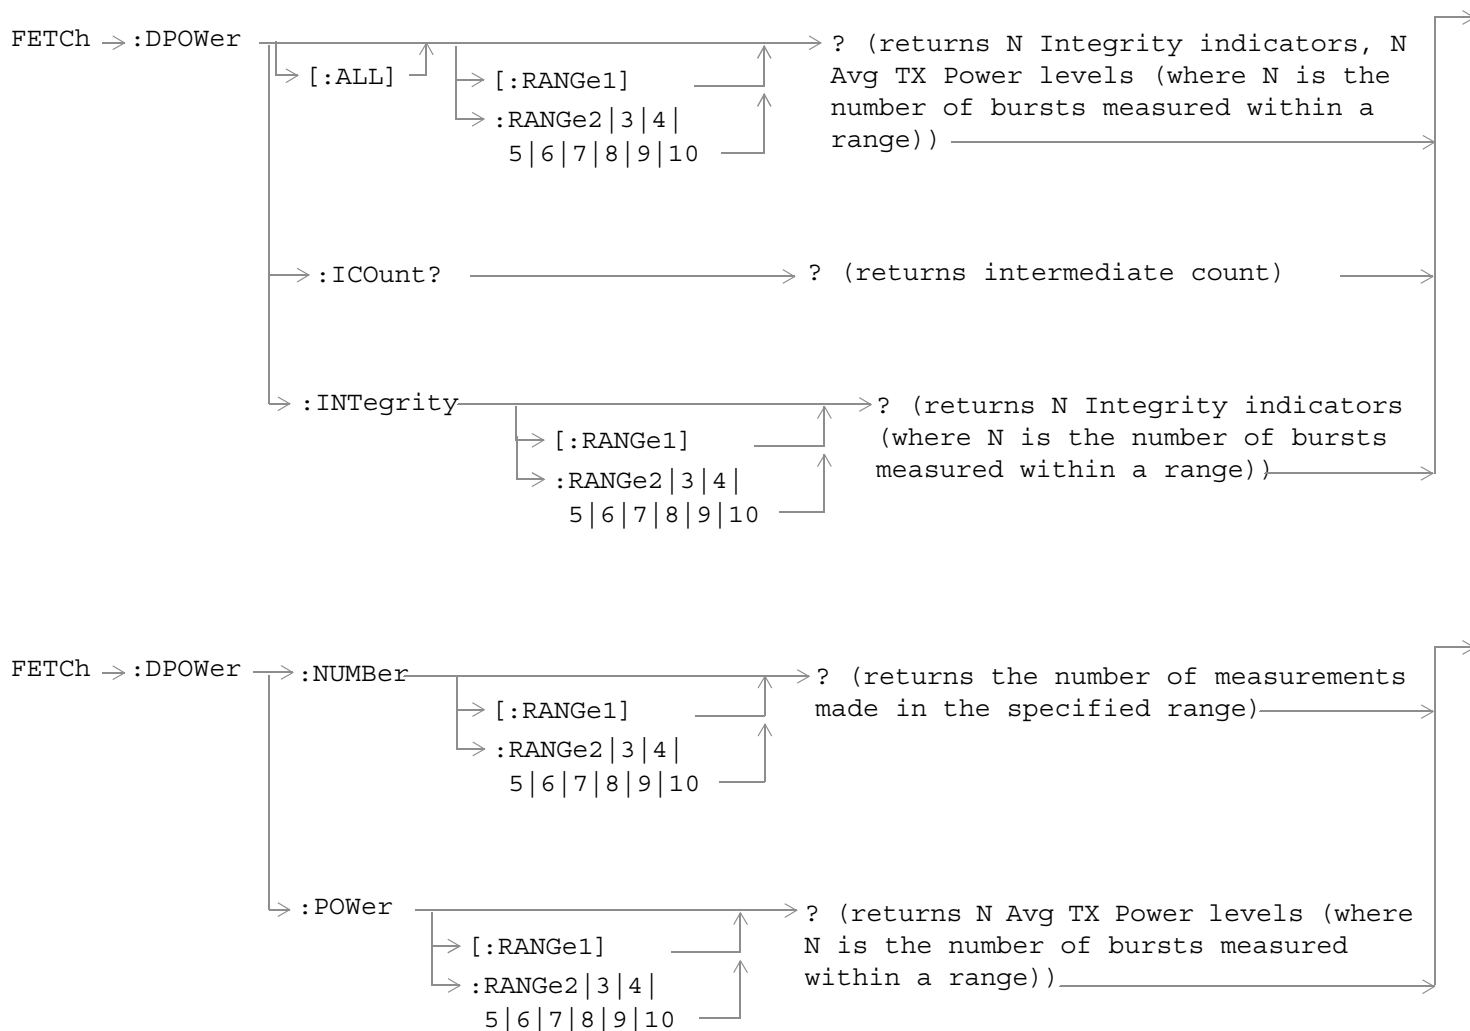 FETCh :DPOWer ? (returns N Integrity indicators, N
[:ALL] [:RANGe1] Avg TX Power levels (where N is the
:RANGe2|3|4| number of bursts measured within a
5|6|7|8|9|10 range))
:ICOunt? ? (returns intermediate count)
:INTegrity ? (returns N Integrity indicators
[:RANGe1] (where N is the number of bursts
:RANGe2|3|4| measured within a range))
5|6|7|8|9|10
FETCh :DPOWer :NUMBer ? (returns the number of measurements
[:RANGe1] made in the specified range)
:RANGe2|3|4|
5|6|7|8|9|10
:POWer ? (returns N Avg TX Power levels (where
[:RANGe1] N is the number of bursts measured
:RANGe2|3|4| within a range))
5|6|7|8|9|10